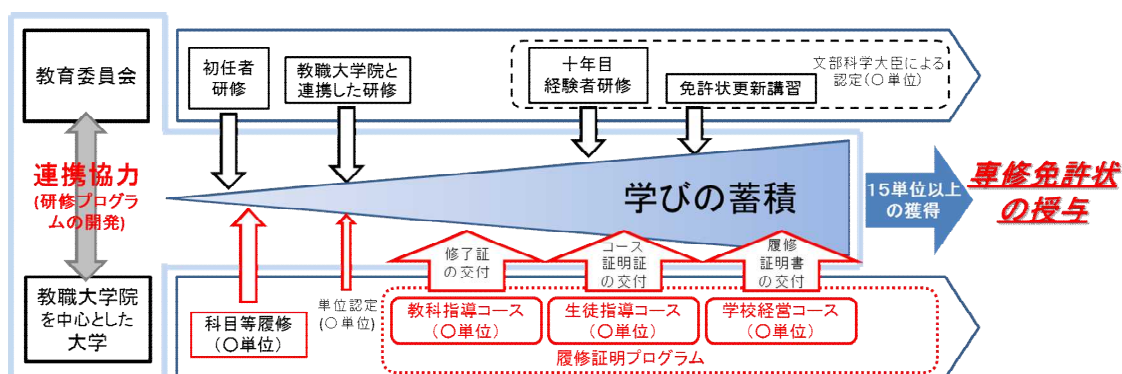 教育委員会
連携協力
(研修プログラ
ムの開発)
教職大学院
を中心とした
大学
初任者
研修
教職大学院と
連携した研修
十年目
経験者研修
免許状更新講習
文部科学大臣による
認定(〇単位)
学びの蓄積
15単位以上
の獲得
専修免許状
の授与
科目等履修
(〇単位)
単位認定
(〇単位)
修了証
の交付
コース
証明証
の交付
履修
証明書
の交付
教科指導コース
(〇単位)
生徒指導コース
(〇単位)
学校経営コース
(〇単位)
履修証明プログラム